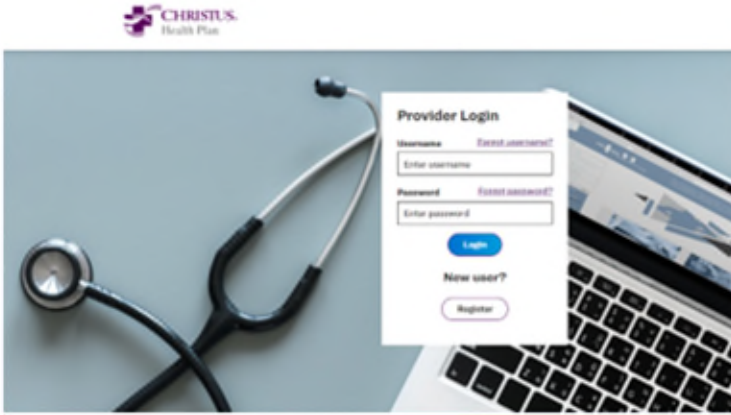 CHRISTUS.
Health Plan
Provider Login
Username Forgot username?
Enter username
Password Forgot password?
Enter password
Login
New user?
Register